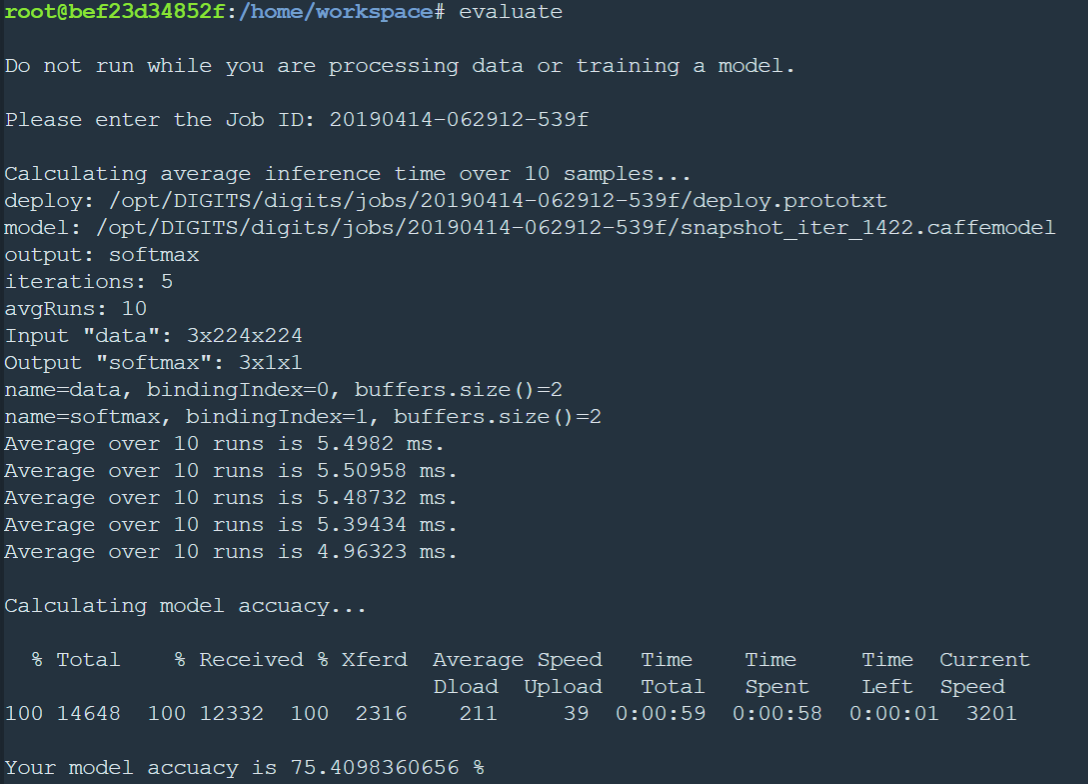 root@bef23d34852f:/home/workspace# evaluate
Do not run while you are processing data or training a model.
Please enter the Job ID: 20190414-062912-539f
Calculating average inference time over 10 samples...
deploy: /opt/DIGITS/digits/jobs/20190414-062912-539f/deploy.prototxt
model: /opt/DIGITS/digits/jobs/20190414-062912-539f/snapshot_iter_1422.caffemodel
output: softmax
iterations: 5
avgRuns: 10
Input "data": 3x224x224
Output "softmax": 3x1x1
name=data, bindingIndex=0, buffers.size()=2
name=softmax, bindingIndex=1, buffers.size()=2
Average over 10 runs is 5.4982 ms.
Average over 10 runs is 5.50958 ms.
Average over 10 runs is 5.48732 ms.
Average over 10 runs is 5.39434 ms.
Average over 10 runs is 4.96323 ms.
Calculating model accuacy...
% Total % Received % Xferd Average Speed Time Time Time Current
Dload Upload Total Spent Left Speed
100 14648 100 12332 100 2316 211 39 0:00:59 0:00:58 0:00:01 3201
Your model accuacy is 75.4098360656 %